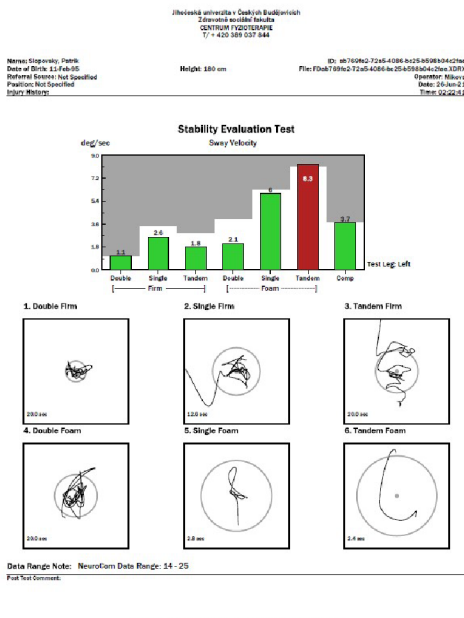 Jihočeská univerzita v Českých Budějovicích
Zdravotně sociální fakulta
CENTRUM FYZIOTERAPIE
T/ + 420 389 037 844
Name: Slopovsky, Patrik
Date of Birth: 11-Feb-95
Referral Source: Not Specified
Position: Not Specified
Injury History:
Height: 180 cm
Operator: Mikova
Date: 26-Jun-21
Time: 02:22:41
Stability Evaluation Test
deg/sec
Sway Velocity
9.0
7.2
5.4
3.6
1.8
0.0
1.1
2.6
1.8
2.1
6
8.3
3.7
Double Single Tandem Double Single Tandem Comp
Firm
Foam
Test Leg: Left
1. Double Firm
2. Single Firm
3. Tandem Firm
20.0 sec
12.6 sec
20.0 sec
4. Double Foam
5. Single Foam
6. Tandem Foam
20.0 sec
2.4 sec
Data Range Note: NeuroCom Data Range: 14 - 25
Post Test Comment: